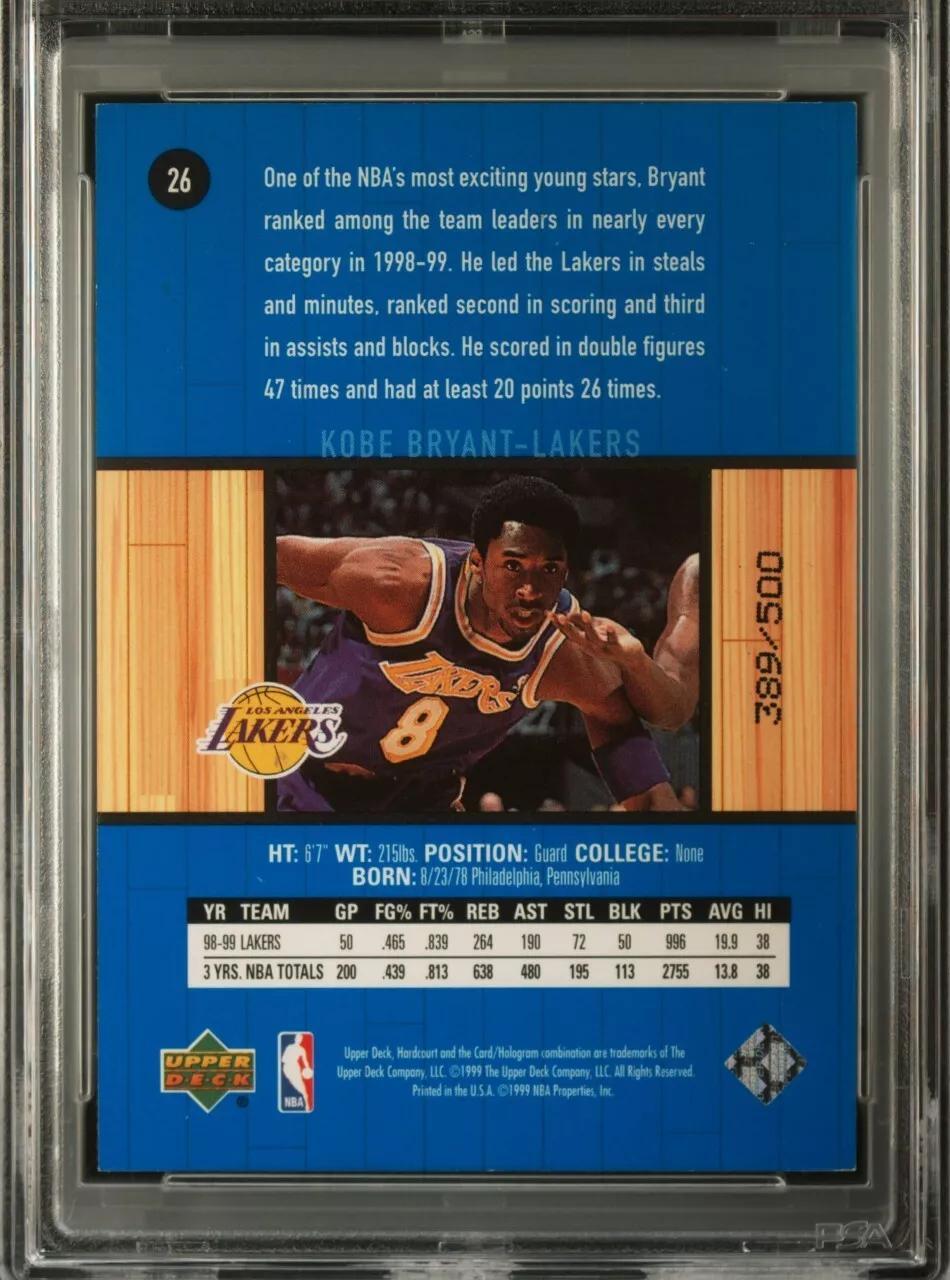 26
One of the NBA's most exciting young stars, Bryant
ranked among the team leaders in nearly every
category in 1998-99. He led the Lakers in steals
and minutes, ranked second in scoring and third
in assists and blocks. He scored in double figures
47 times and had at least 20 points 26 times.
KOBE BRYANT-LAKERS
LAKERS
8
389/500
LOS ANGELES
LAKERS
HT: 6'7" WT: 215lbs. POSITION: Guard COLLEGE: None
BORN: 8/23/78 Philadelphia, Pennsylvania
YR TEAM GP FG% FT% REB AST STL BLK PTS AVG HI
98-99 LAKERS 50 .465 .839 264 190 72 50 996 19.9 38
3 YRS. NBA TOTALS 200 .439 .813 638 480 195 113 2755 13.8 38
UPPER
DECK
®
NBA
Upper Deck, Hardcourt and the Card/Hologram combination are trademarks of The
Upper Deck Company, LLC. ©1999 The Upper Deck Company, LLC. All Rights Reserved.
Printed in the U.S.A. ©1999 NBA Properties, Inc.
PSA